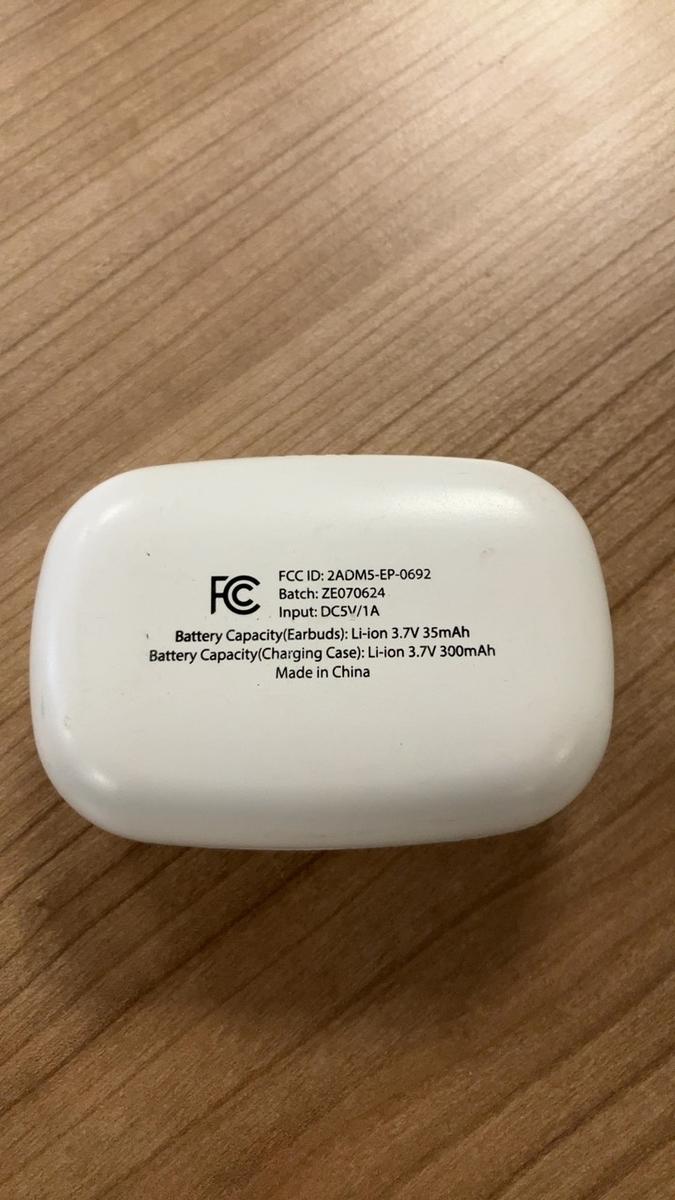 FC FCC ID: 2ADM5-EP-0692
Batch: ZE070624
Input: DC5V/1A
Battery Capacity(Earbuds): Li-ion 3.7V 35mAh
Battery Capacity(Charging Case): Li-ion 3.7V 300mAh
Made in China